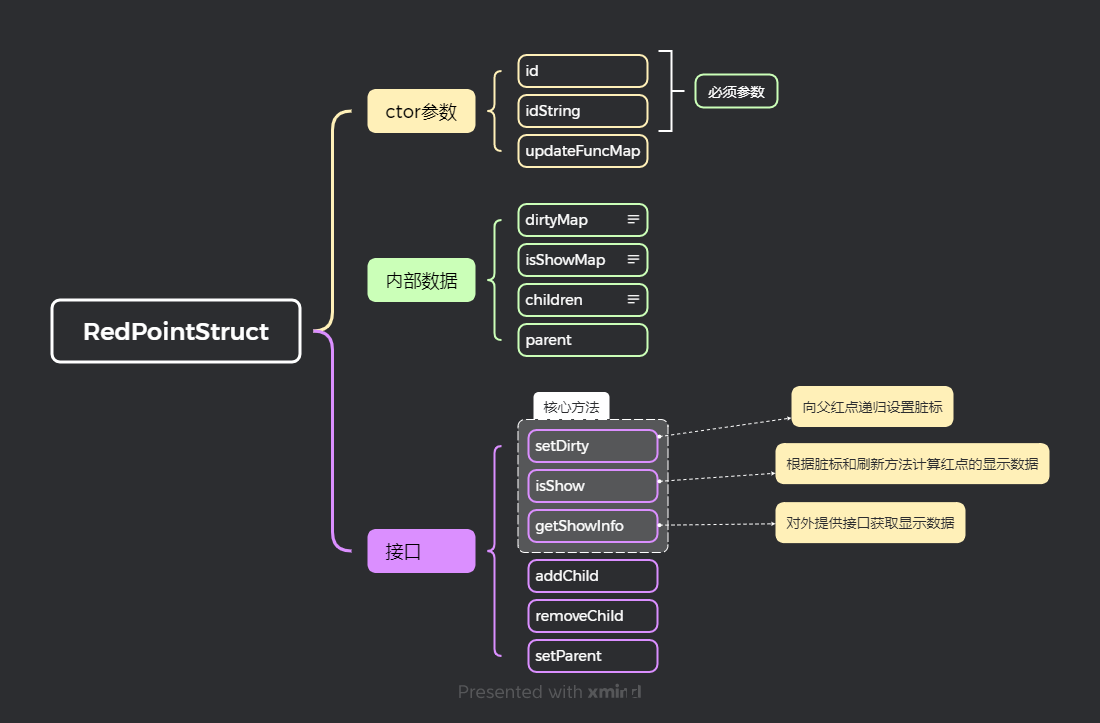 RedPointStruct
ctor参数
id
idString
updateFuncMap
必须参数
内部数据
dirtyMap
isShowMap
children
parent
接口
核心方法
setDirty
isShow
getShowInfo
addChild
removeChild
setParent
向父红点递归设置脏标
根据脏标和刷新方法计算红点的显示数据
对外提供接口获取显示数据
Presented with xmind